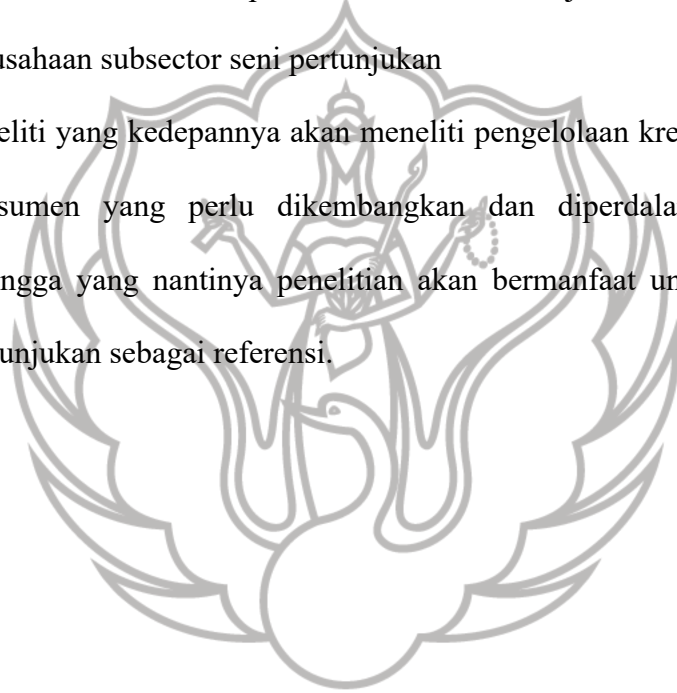 usahaan subsector seni pertunjukan
eliti yang kedepannya akan meneliti pengelolaan kre
sumen yang perlu dikembangkan dan diperdala
ngga yang nantinya penelitian akan bermanfaat un
unjukan sebagai referensi.